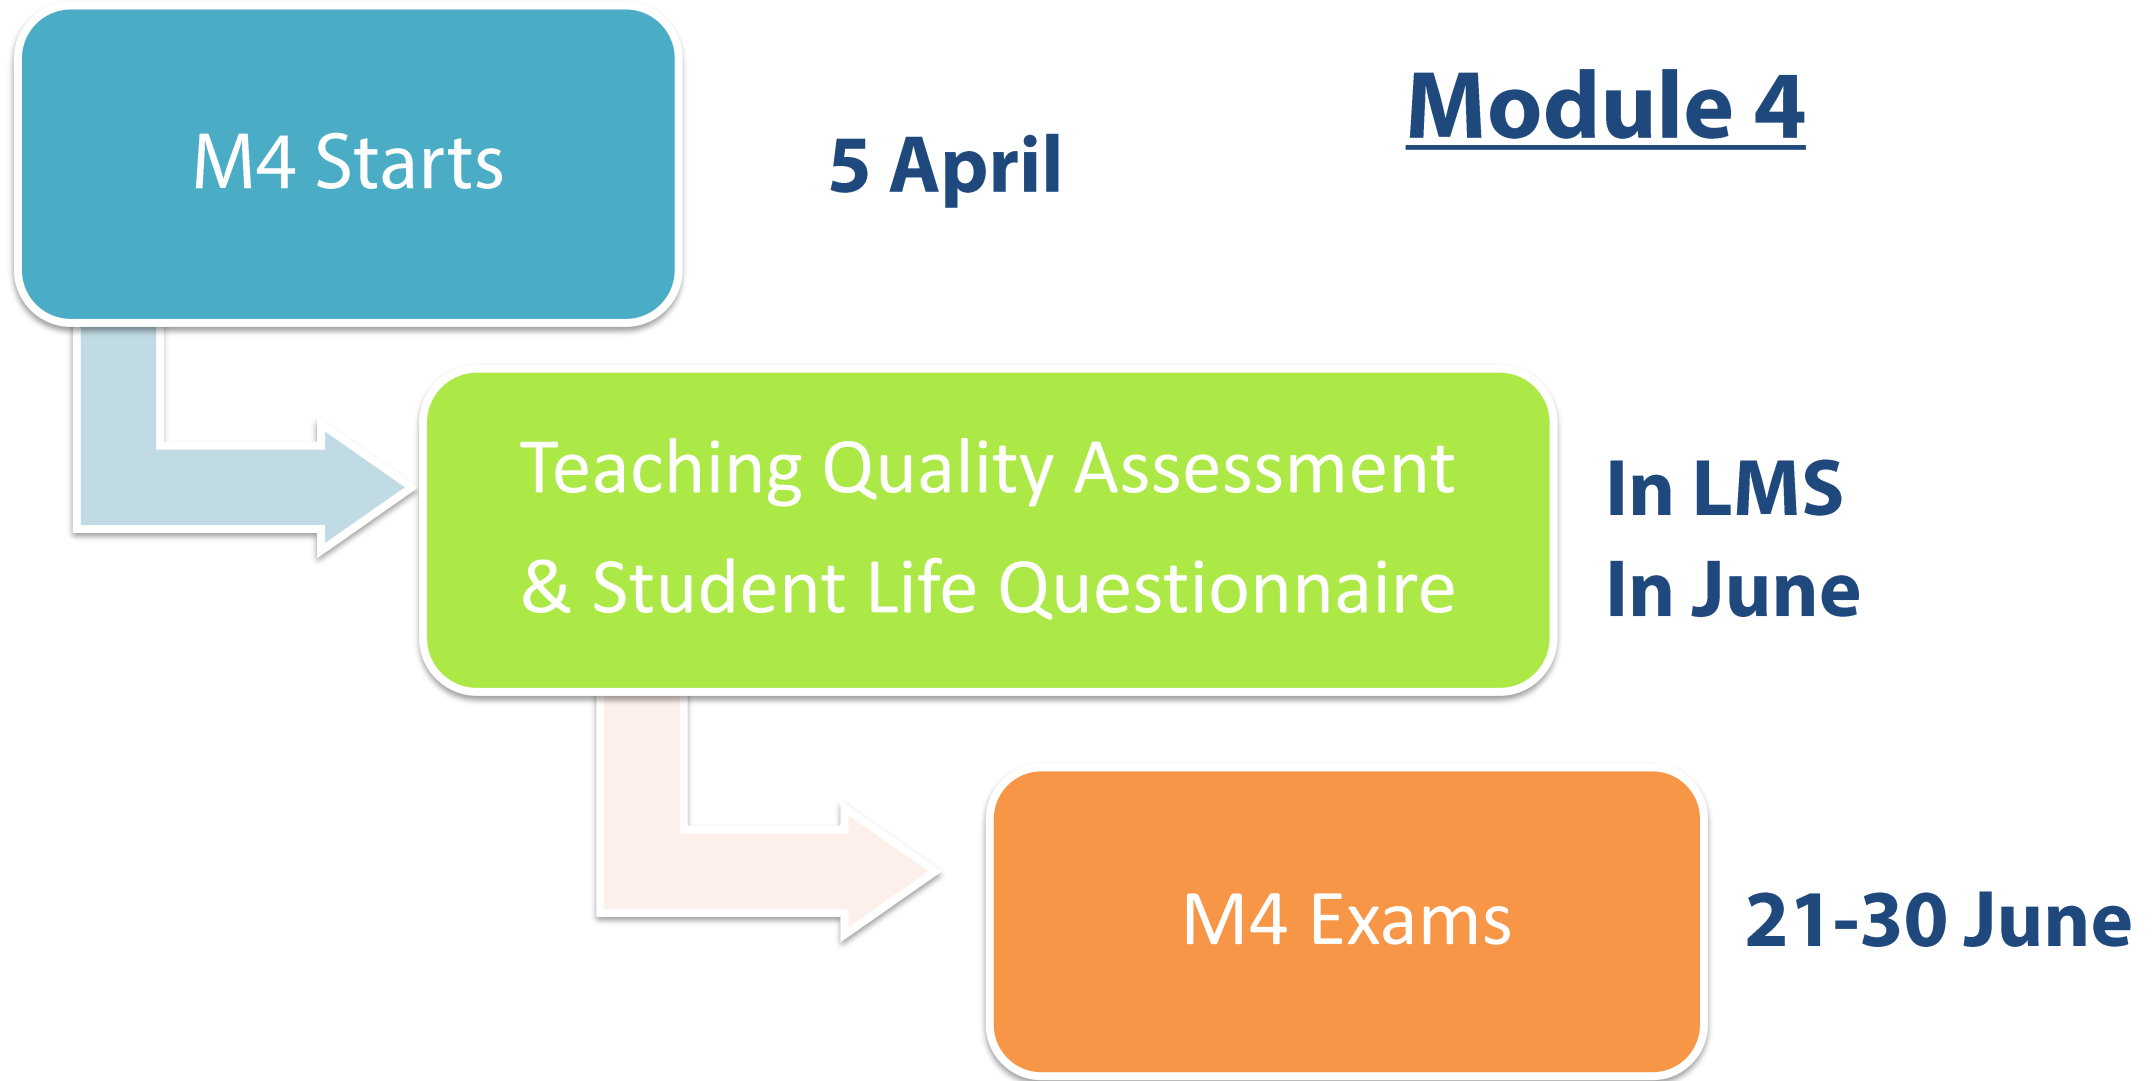 Module 4
M4 Starts
5 April
Teaching Quality Assessment
& Student Life Questionnaire
In LMS
In June
M4 Exams
21-30 June